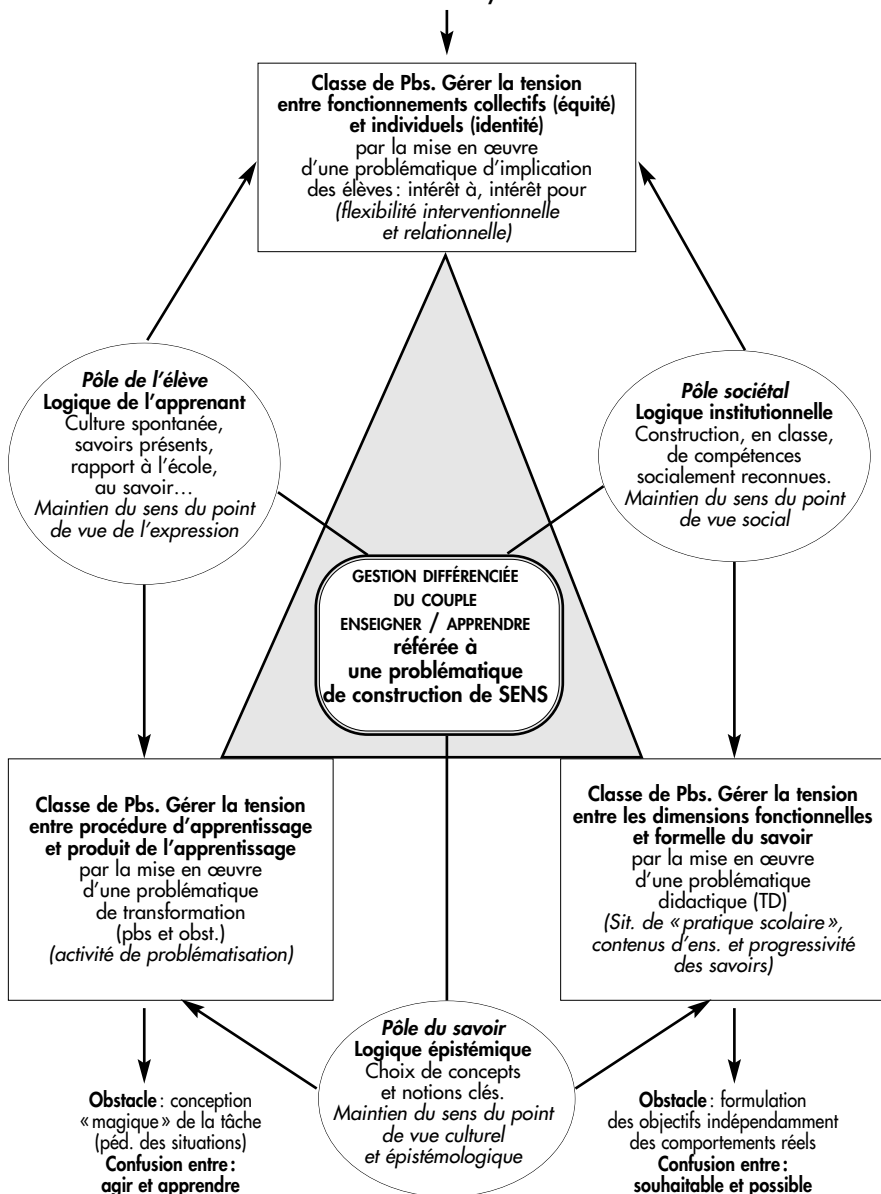 Classe de Pbs. Gérer la tension
entre fonctionnements collectifs (équité)
et individuels (identité)
par la mise en œuvre
d'une problématique d'implication
des élèves : intérêt à, intérêt pour
(flexibilité interventionnelle
et relationnelle)
Pôle de l'élève
Logique de l'apprenant
Culture spontanée,
savoirs présents,
rapport à l'école,
au savoir…
Maintien du sens du point
de vue de l'expression
Pôle sociétal
Logique institutionnelle
Construction, en classe,
de compétences
socialement reconnues.
Maintien du sens du point
de vue social
GESTION DIFFÉRENCIÉE
DU COUPLE
ENSEIGNER / APPRENDRE
référée à
une problématique
de construction de SENS
Classe de Pbs. Gérer la tension
entre procédure d'apprentissage
et produit de l'apprentissage
par la mise en œuvre
d'une problématique
de transformation
(pbs et obst.)
(activité de problématisation)
Classe de Pbs. Gérer la tension
entre les dimensions fonctionnelles
et formelle du savoir
par la mise en œuvre
d'une problématique
didactique (TD)
(Sit. de « pratique scolaire »,
contenus d'ens. et progressivité
des savoirs)
Pôle du savoir
Logique épistémique
Choix de concepts
et notions clés.
Maintien du sens du point
de vue culturel
et épistémologique
Obstacle : conception
« magique » de la tâche
(péd. des situations)
Confusion entre :
agir et apprendre
Obstacle : formulation
des objectifs indépendamment
des comportements réels
Confusion entre :
souhaitable et possible